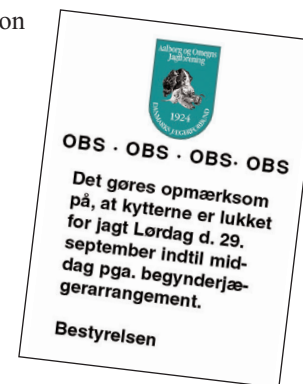 on
Aalborg og Omegns
Jagtforening
1924
DANMARKS JÆGERFORBUND
OBS · OBS · OBS· OBS
Det gøres opmærksom
på, at kytterne er lukket
for jagt Lørdag d. 29.
september indtil mid-
dag pga. begynderjæ-
gerarrangement.
Bestyrelsen